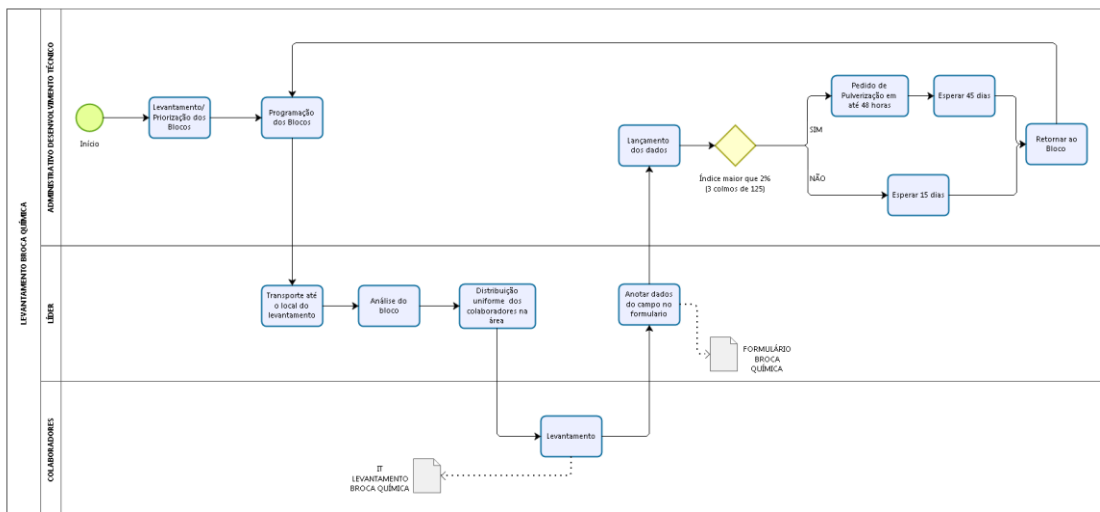 LEVANTAMENTO BROCA QUÍMICA
ADMINISTRATIVO DESENVOLVIMENTO TÉCNICO
Início
Levantamento/
Priorização dos
Blocos
Programação
dos Blocos
Lançamento
dos dados
Índice maior que 2%
(3 colmos de 125)
SIM
NÃO
Pedido de
Pulverização em
até 48 horas
Esperar 45 dias
Esperar 15 dias
Retornar ao
Bloco
LÍDER
Transporte até
o local do
levantamento
Análise do
bloco
Distribuição
uniforme dos
colaboradores na
área
Anotar dados
do campo no
formulario
FORMULÁRIO
BROCA
QUÍMICA
COLABORADORES
Levantamento
IT
LEVANTAMENTO
BROCA QUÍMICA